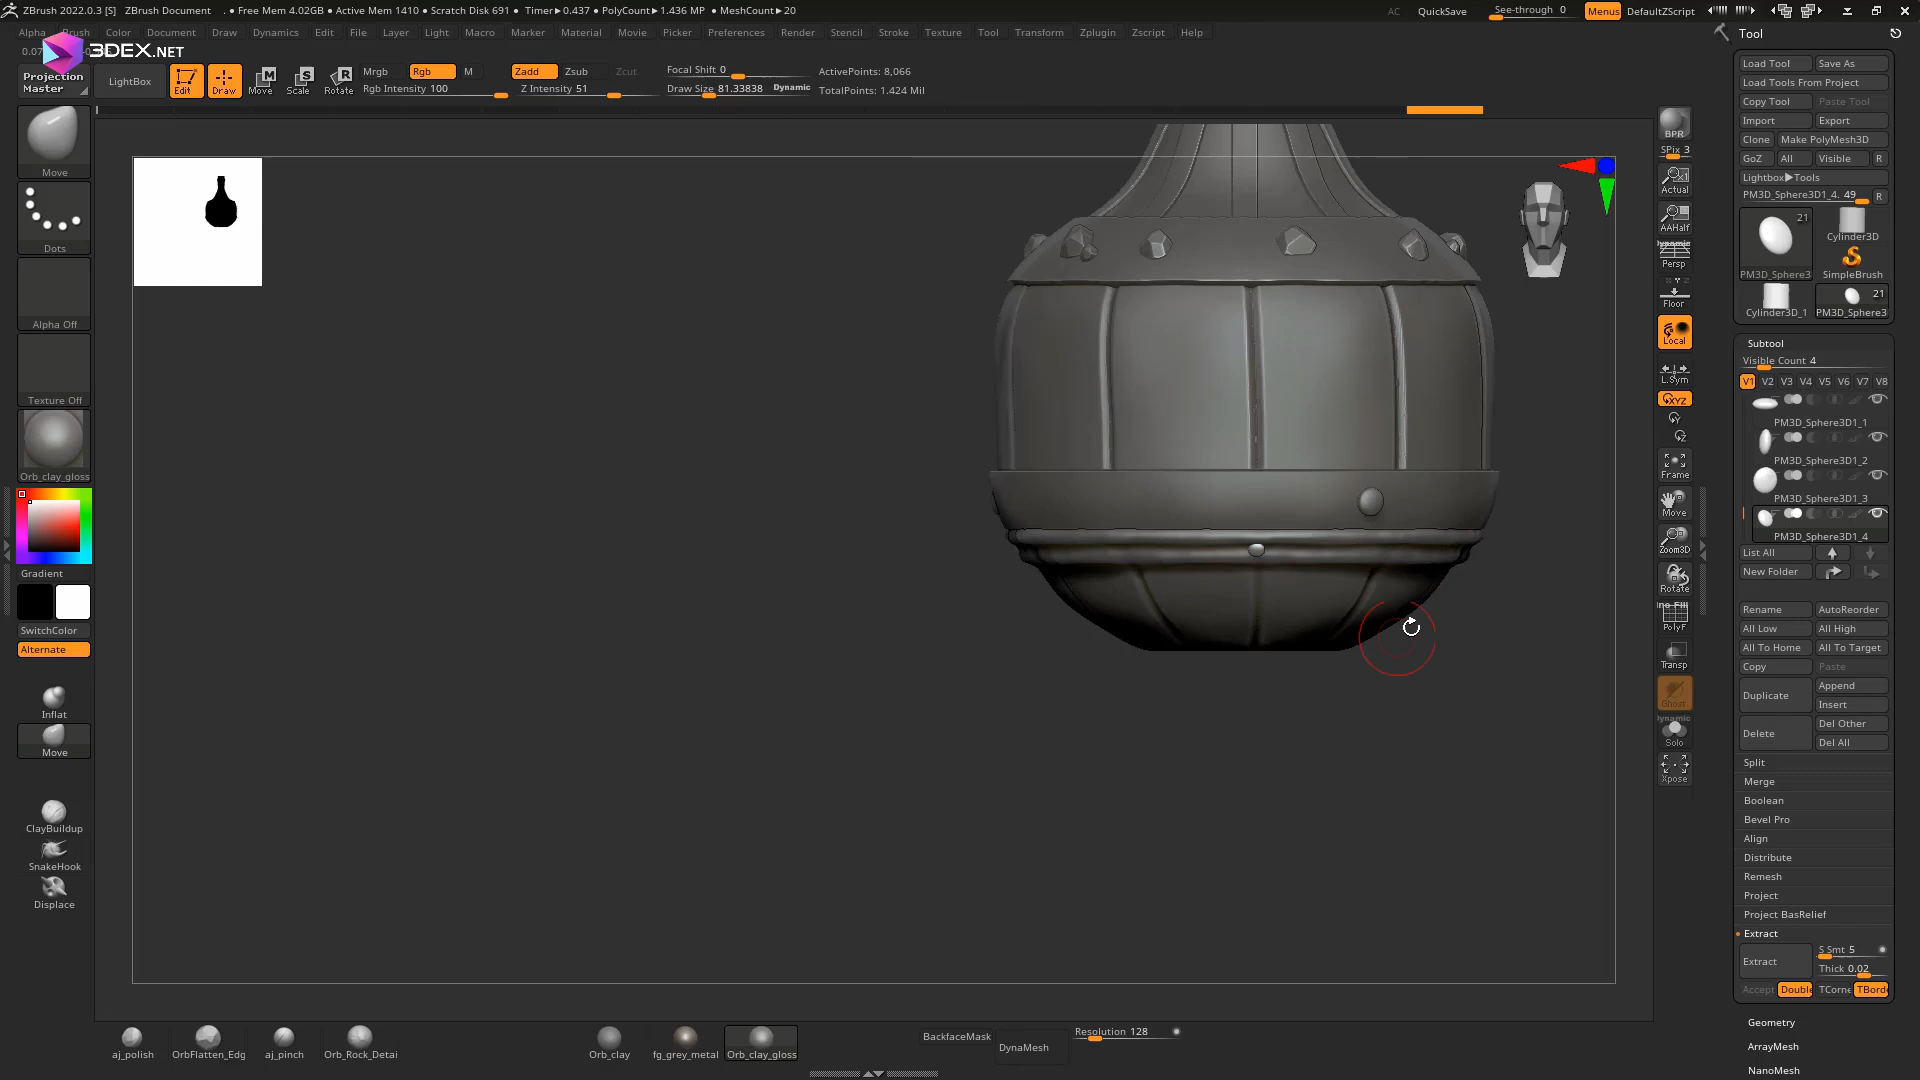 ZBrush 2022.0.3 [S] ZBrush Document . • Free Mem 4.02GB • Active Mem 1410 • Scratch Disk 691 • Timer▶0.437 • PolyCount▶1.436 MP • MeshCount▶20 AC QuickSave See-through 0 Menus DefaultZScript
Alpha Brush Color Document Draw Dynamics Edit File Layer Light Macro Marker Material Movie Picker Preferences Render Stencil Stroke Texture Tool Transform Zplugin Zscript Help
3DEX.NET
Projection Master
LightBox
Edit
Draw
Move
Scale
Rotate
Mrgb Rgb M
Rgb Intensity 100
Zadd Zsub Zcut
Z Intensity 51
Focal Shift 0
Draw Size 81.33838 Dynamic
ActivePoints: 8,066
TotalPoints: 1.424 Mil
Move
Dots
Alpha Off
Texture Off
Orb_clay_gloss
Gradient
SwitchColor
Alternate
Inflat
Move
ClayBuildup
SnakeHook
Displace
BPR
SPix 3
Actual
AAHalf
Dynamic
Persp
Floor
Local
L.Sym
XYZ
Y
Z
Frame
Move
Zoom3D
Rotate
PolyF
Transp
Ghost
Dynamic
Solo
Xpose
Tool
Load Tool Save As
Load Tools From Project
Copy Tool Paste Tool
Import Export
Clone Make PolyMesh3D
GoZ All Visible R
Lightbox▶Tools
PM3D_Sphere3D1_4. 49 R
21
PM3D_Sphere3
Cylinder3D
SimpleBrush
Cylinder3D_1
21
PM3D_Sphere3
Subtool
Visible Count 4
V1 V2 V3 V4 V5 V6 V7 V8
PM3D_Sphere3D1_1
PM3D_Sphere3D1_2
PM3D_Sphere3D1_3
PM3D_Sphere3D1_4
List All
New Folder
Rename AutoReorder
All Low All High
All To Home All To Target
Copy Paste
Duplicate Append
Insert
Delete Del Other
Del All
Split
Merge
Boolean
Bevel Pro
Align
Distribute
Remesh
Project
Project BasRelief
Extract
Extract S Smt 5
Thick 0.02
Accept Double TCorne TBorde
Geometry
ArrayMesh
NanoMesh
aj_polish
OrbFlatten_Edg
aj_pinch
Orb_Rock_Detai
Orb_clay
fg_grey_metal
Orb_clay_gloss
BackfaceMask
DynaMesh
Resolution 128